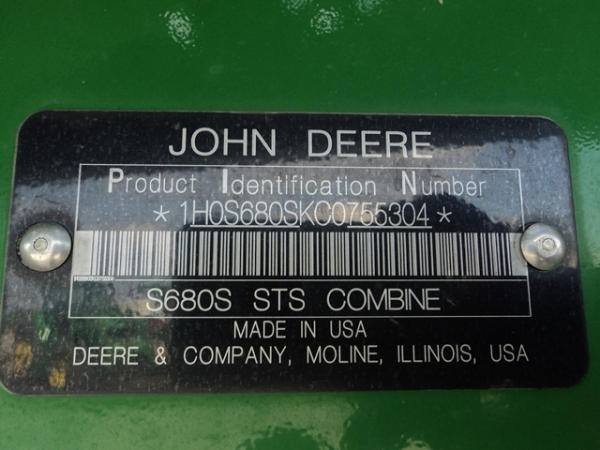 JOHN DEERE
Product Identification Number
*1H0S680SKC0755304*
S680S STS COMBINE
MADE IN USA
DEERE & COMPANY, MOLINE, ILLINOIS, USA